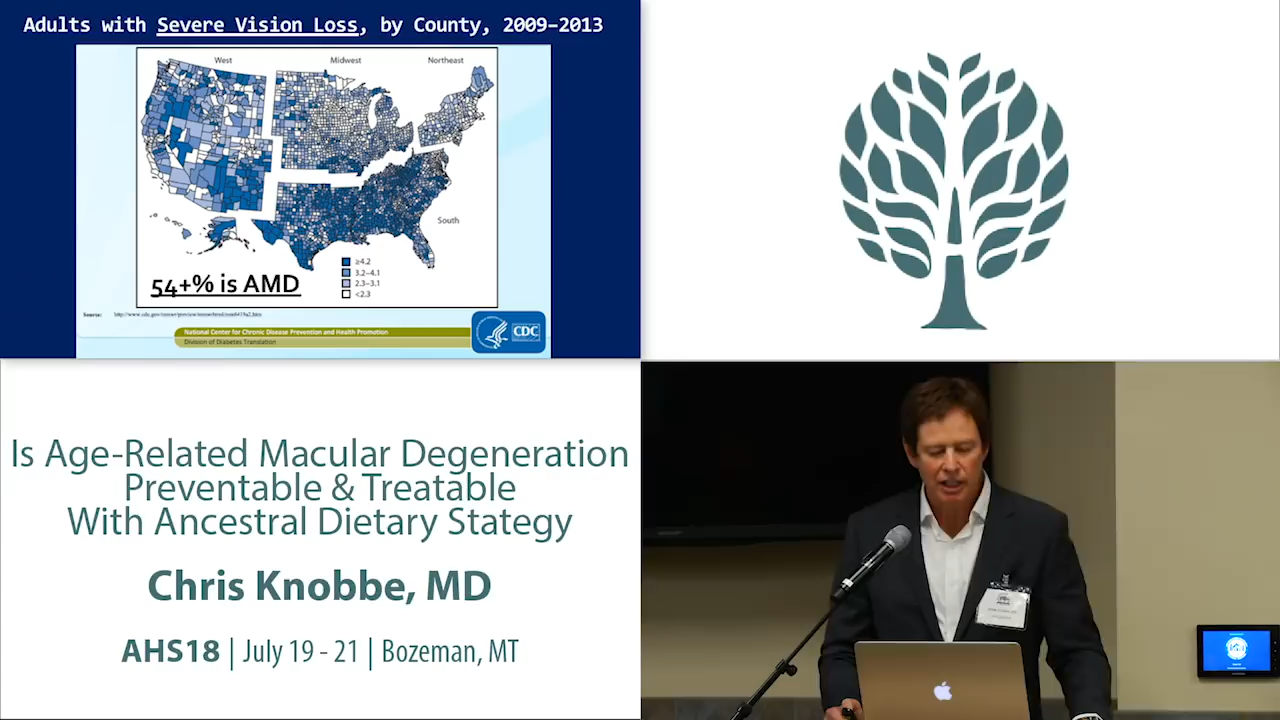 Adults with Severe Vision Loss, by County, 2009–2013
West
Midwest
Northeast
South
≥4.2
3.2–4.1
2.3–3.1
<2.3
54+% is AMD
Source:
National Center for Chronic Disease Prevention and Health Promotion
Division of Diabetes Translation
CDC
Is Age-Related Macular Degeneration
Preventable & Treatable
With Ancestral Dietary Stategy
Chris Knobbe, MD
AHS18 | July 19 - 21 | Bozeman, MT